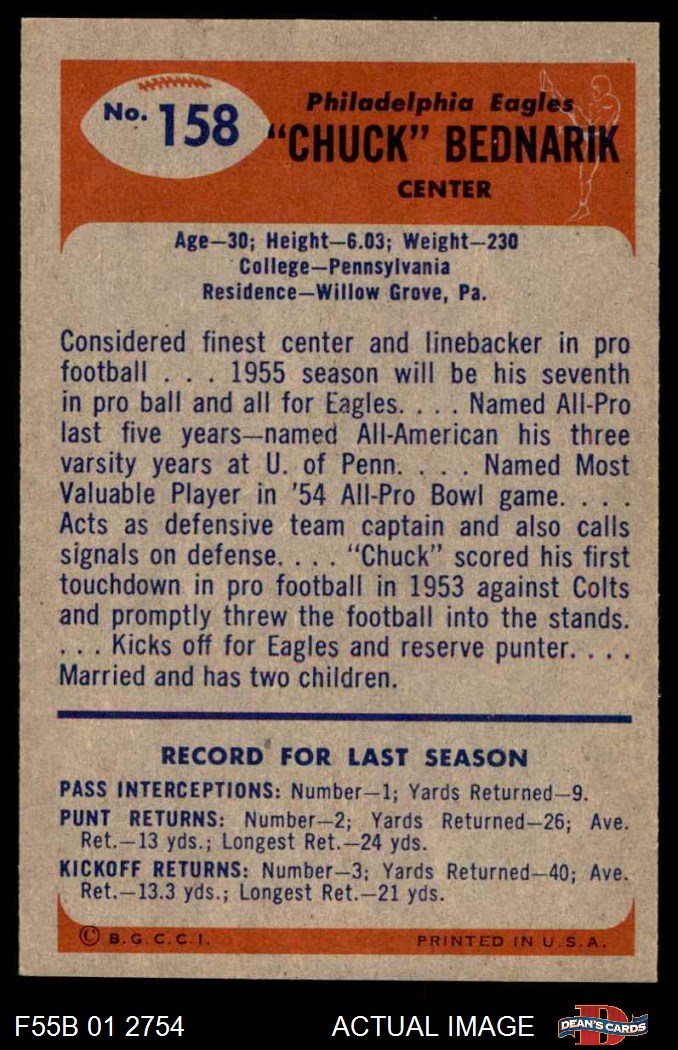 No. 158
Philadelphia Eagles
"CHUCK" BEDNARIK
CENTER
Age—30; Height—6.03; Weight—230
College—Pennsylvania
Residence—Willow Grove, Pa.
Considered finest center and linebacker in pro
football . . . 1955 season will be his seventh
in pro ball and all for Eagles. . . . Named All-Pro
last five years—named All-American his three
varsity years at U. of Penn. . . . Named Most
Valuable Player in '54 All-Pro Bowl game. . . .
Acts as defensive team captain and also calls
signals on defense. . . . "Chuck" scored his first
touchdown in pro football in 1953 against Colts
and promptly threw the football into the stands.
. . . Kicks off for Eagles and reserve punter. . . .
Married and has two children.
RECORD FOR LAST SEASON
PASS INTERCEPTIONS: Number—1; Yards Returned—9.
PUNT RETURNS: Number—2; Yards Returned—26; Ave.
Ret.—13 yds.; Longest Ret.—24 yds.
KICKOFF RETURNS: Number—3; Yards Returned—40; Ave.
Ret.—13.3 yds.; Longest Ret.—21 yds.
© B.G.C.C.I. PRINTED IN U.S.A.
F55B 01 2754 ACTUAL IMAGE D DEAN'S CARDS